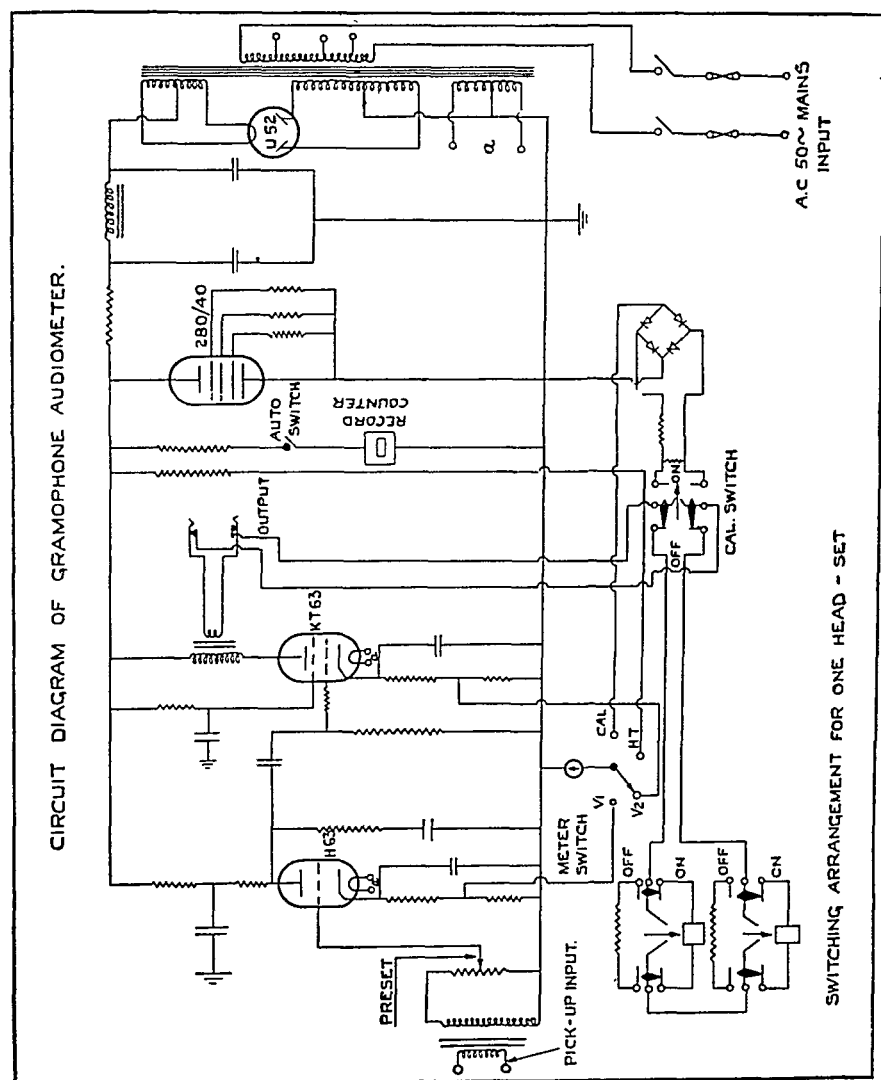 CIRCUIT DIAGRAM OF GRAMOPHONE AUDIOMETER.
PRESET
PICK-UP INPUT.
H63
a
KT63
a
OUTPUT
AUTO
SWITCH
RECORD
COUNTER
280/40
U52
a
A.C 50~ MAINS
INPUT
METER
SWITCH
V1
V2
HT
CAL
OFF
ON
CAL. SWITCH
OFF
ON
OFF
ON
SWITCHING ARRANGEMENT FOR ONE HEAD-SET